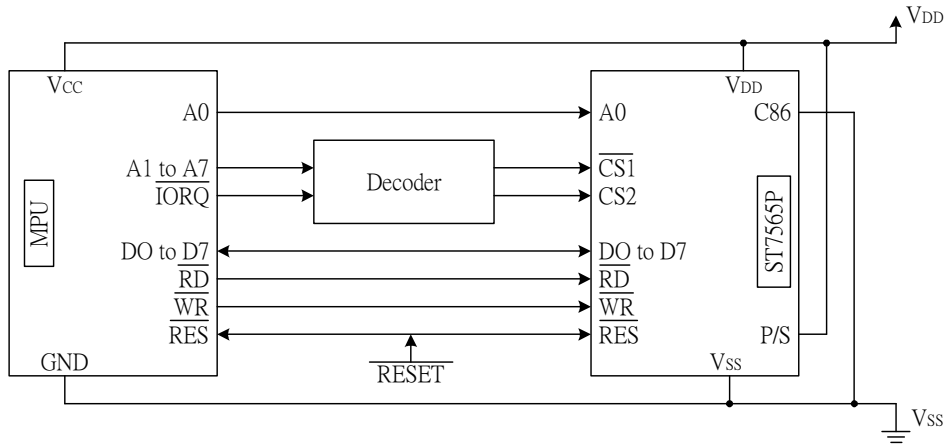 VDD
VCC
VDD
A0
A0
C86
A1 to A7
IORQ
Decoder
CS1
CS2
MPU
ST7565P
DO to D7
DO to D7
RD
RD
WR
WR
RES
RES
P/S
GND
RESET
VSS
VSS